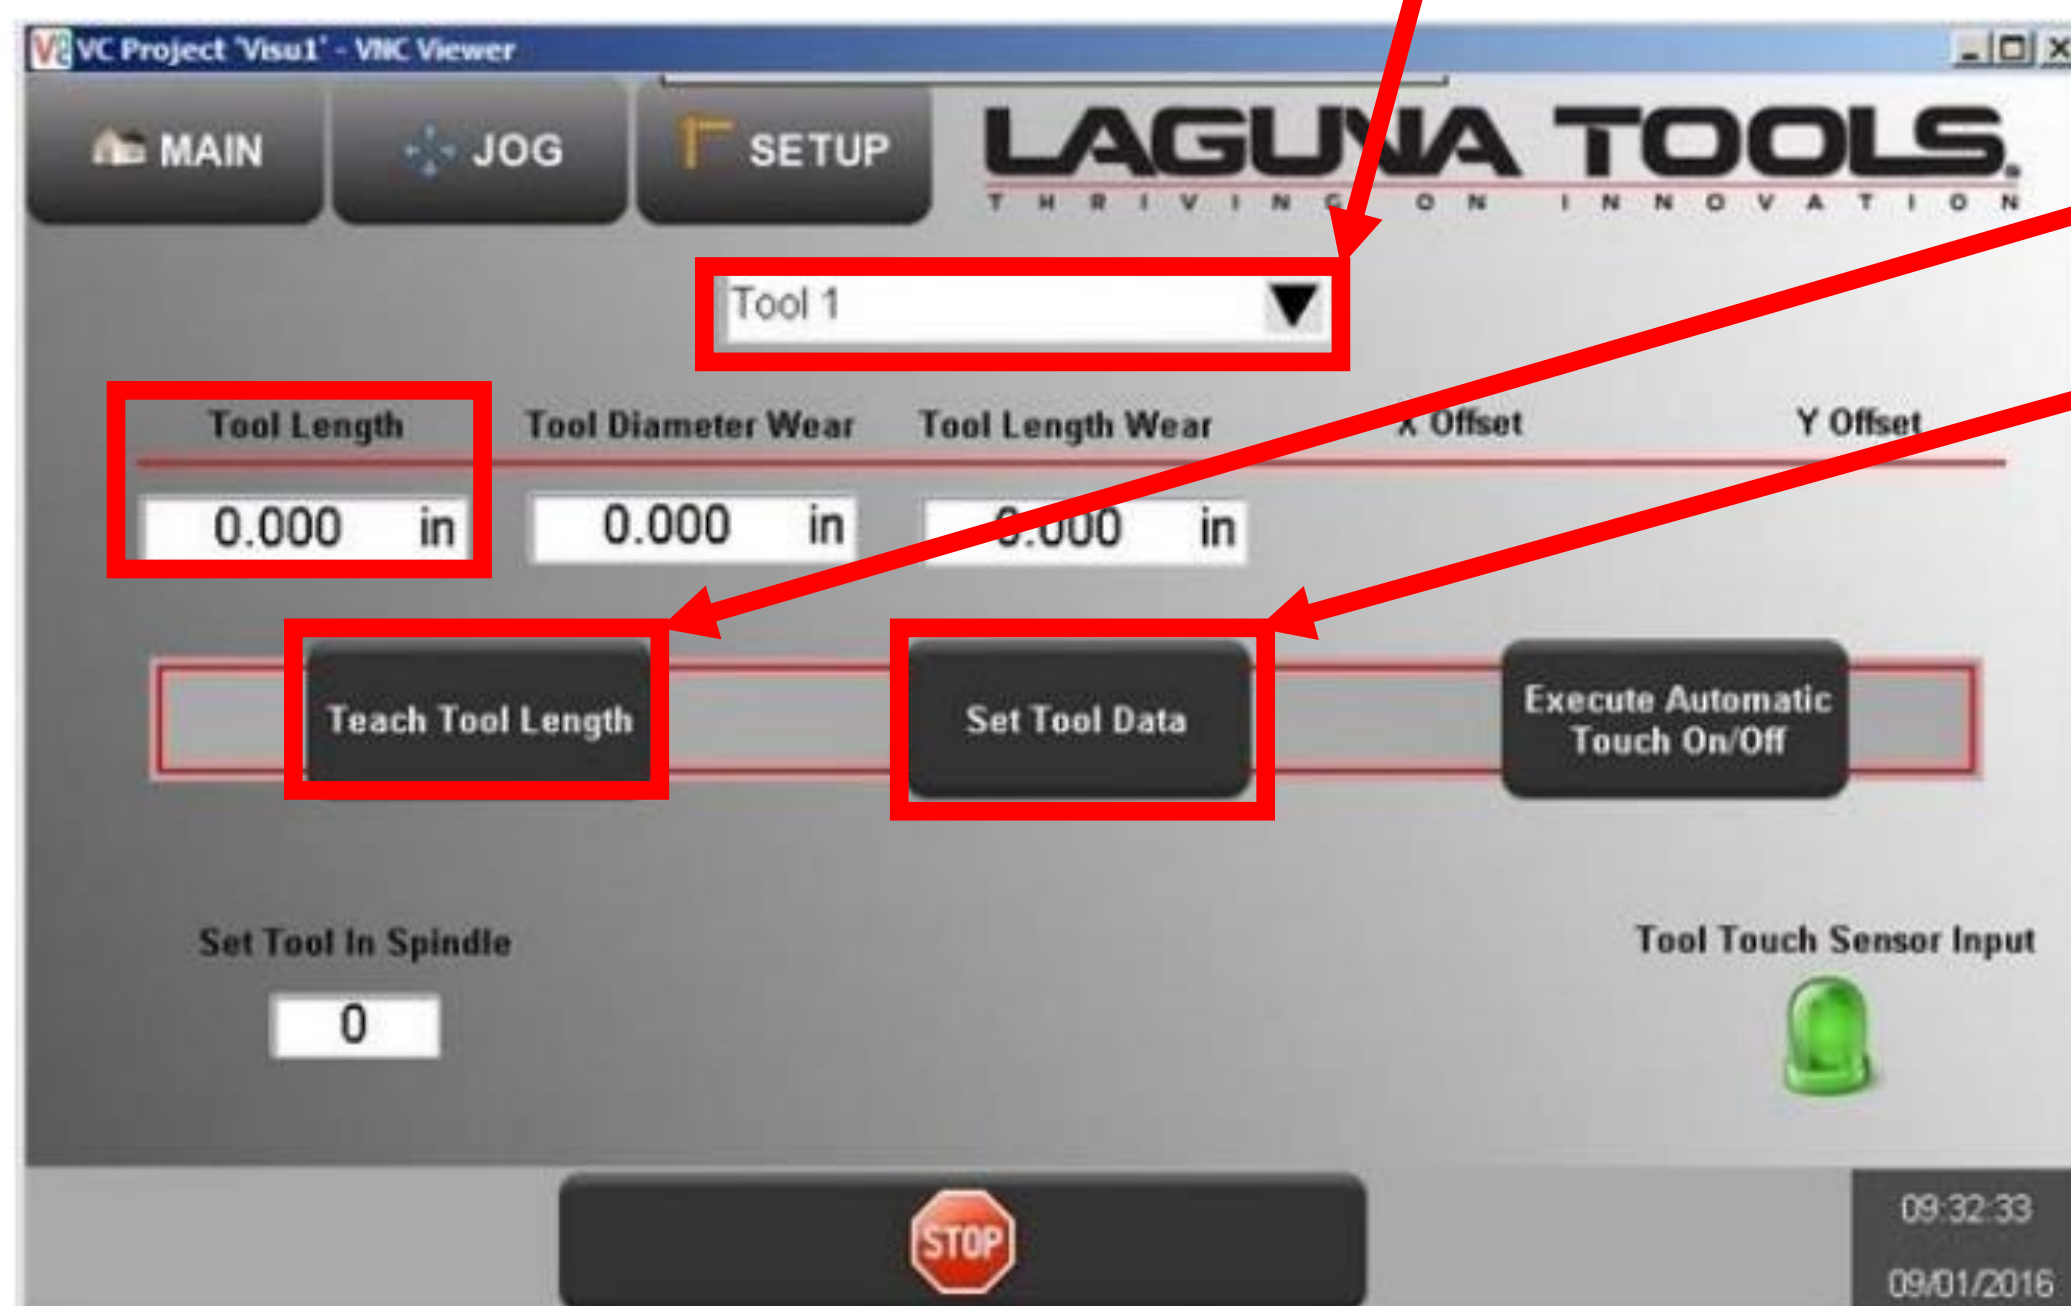 VC Project 'Visu1' - VNC Viewer
MAIN JOG SETUP
LAGUNA TOOLS.
THRIVING ON INNOVATION
Tool 1
Tool Length Tool Diameter Wear Tool Length Wear X Offset Y Offset
0.000 in 0.000 in 0.000 in
Teach Tool Length Set Tool Data Execute Automatic
Touch On/Off
Set Tool In Spindle Tool Touch Sensor Input
0
STOP
09:32:33
09/01/2016